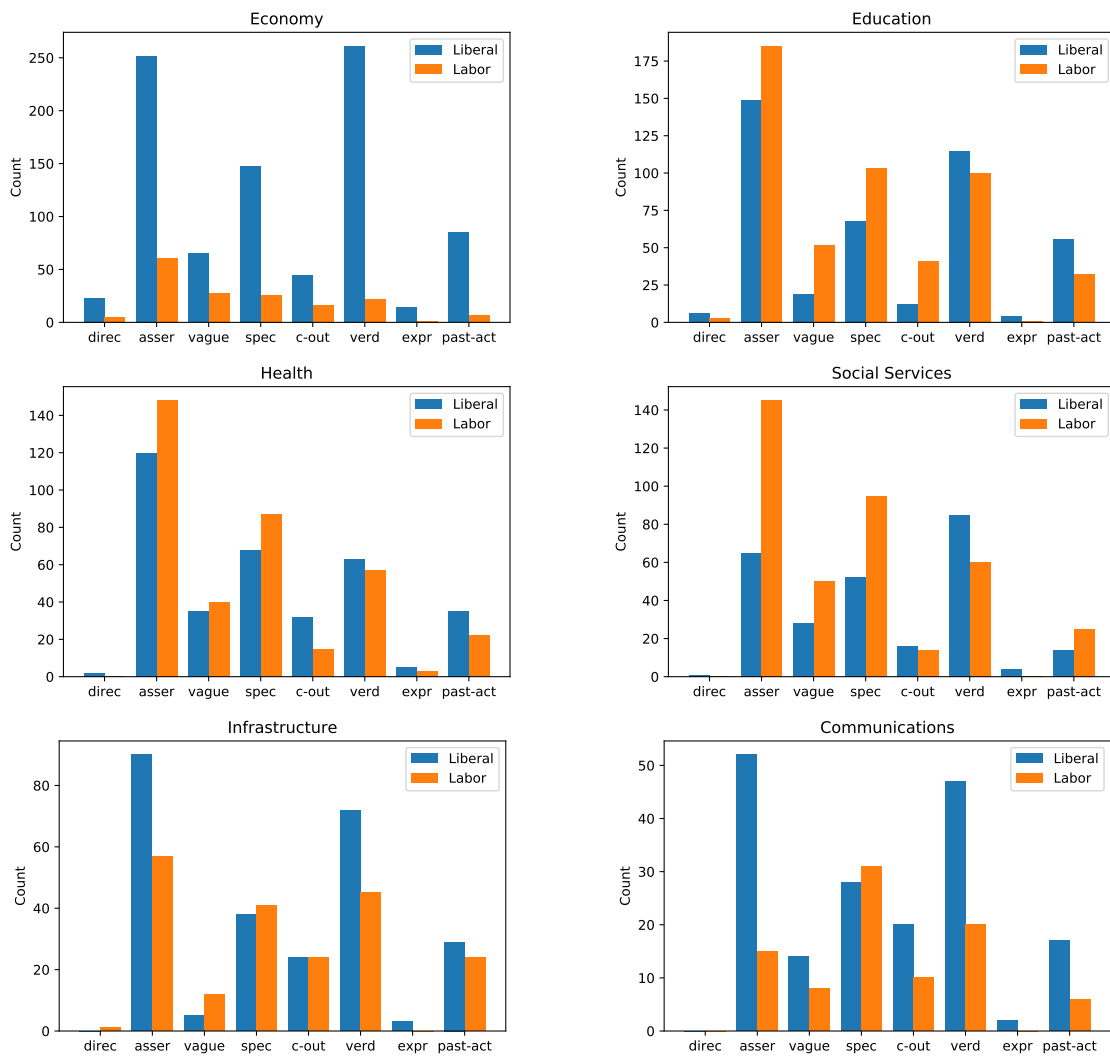 Economy
Count
250
200
150
100
50
0
Liberal
Labor
direc asser vague spec c-out verd expr past-act
Education
Count
175
150
125
100
75
50
25
0
Liberal
Labor
direc asser vague spec c-out verd expr past-act
Health
Count
140
120
100
80
60
40
20
0
Liberal
Labor
direc asser vague spec c-out verd expr past-act
Social Services
Count
140
120
100
80
60
40
20
0
Liberal
Labor
direc asser vague spec c-out verd expr past-act
Infrastructure
Count
80
60
40
20
0
Liberal
Labor
direc asser vague spec c-out verd expr past-act
Communications
Count
50
40
30
20
10
0
Liberal
Labor
direc asser vague spec c-out verd expr past-act